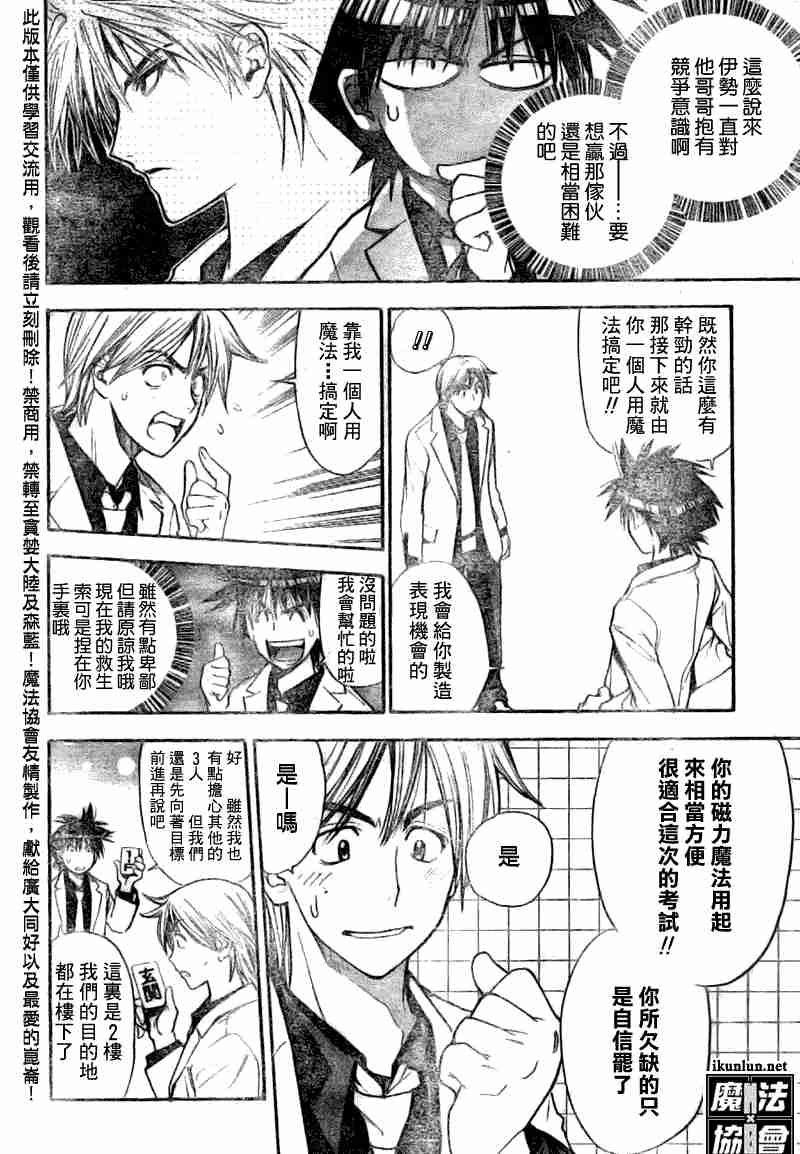 這麼說來
伊勢一直對
他哥哥抱有
競爭意識啊
不過——…要
想贏那傢伙
還是相當困難
的吧
既然你這麼有
幹勁的話
那接下來就由
你一個人用魔
法搞定吧!!
!!
我會給你製造
表現機會的
靠我一個人用
魔法…搞定啊
沒問題的啦
我會幫忙的啦
雖然有點卑鄙
但請原諒我哦
現在我的救生
索可是捏在你
手裏哦
你的磁力魔法用起
來相當方便
很適合這次的考試!!
你所欠缺的只
是自信罷了
是
是—嗎
好 雖然我也
有點擔心其他的
3人 但我們
還是先向著目標
前進再說吧
玄關
這裏是2樓
我們的目的地
都在樓下了
此版本僅供學習交流用，觀看後請立刻刪除！禁商用，禁轉至貪婪大陸及森藍！魔法協會友情製作，獻給廣大同好以及最愛的崑崙！
ikunlun.net
魔法
協會